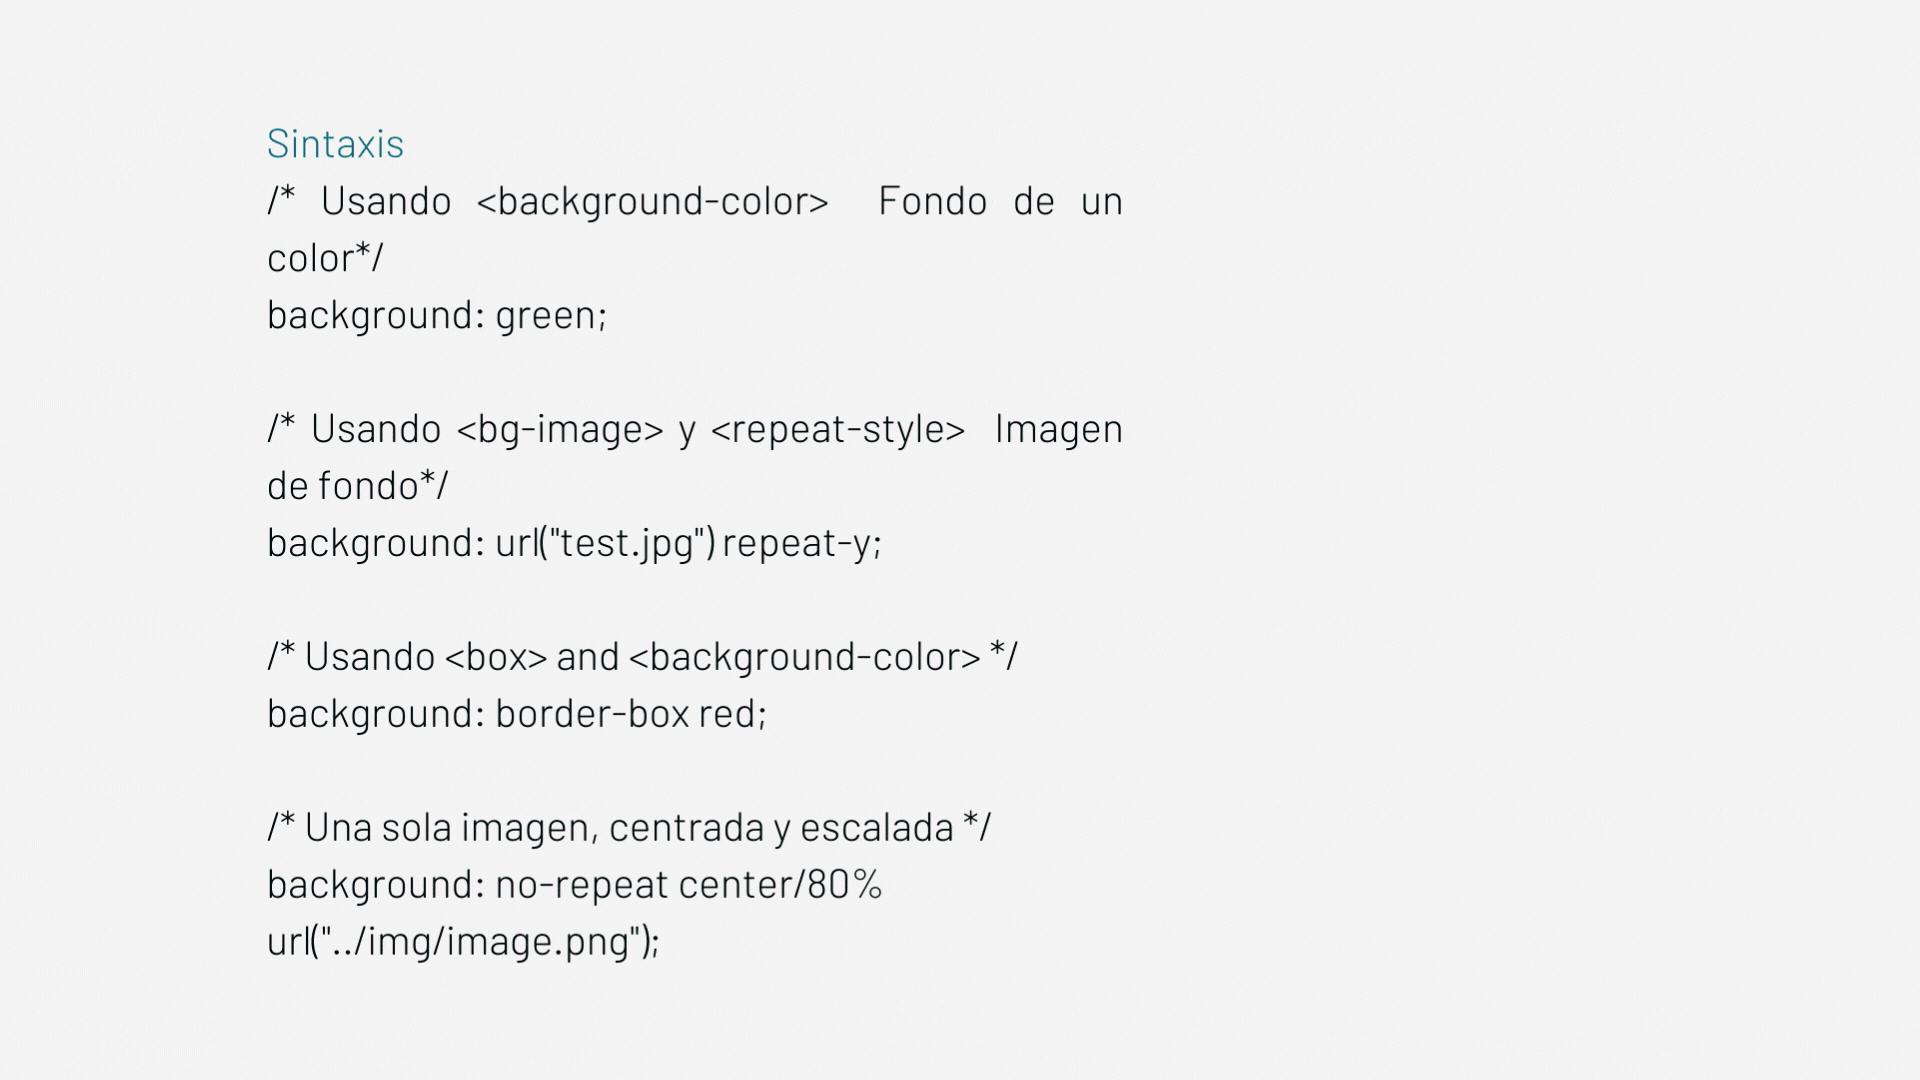 Sintaxis
/* Usando <background-color> Fondo de un
color*/
background: green;
/* Usando <bg-image> y <repeat-style> Imagen
de fondo*/
background: url("test.jpg") repeat-y;
/* Usando <box> and <background-color> */
background: border-box red;
/* Una sola imagen, centrada y escalada */
background: no-repeat center/80%
url("../img/image.png");